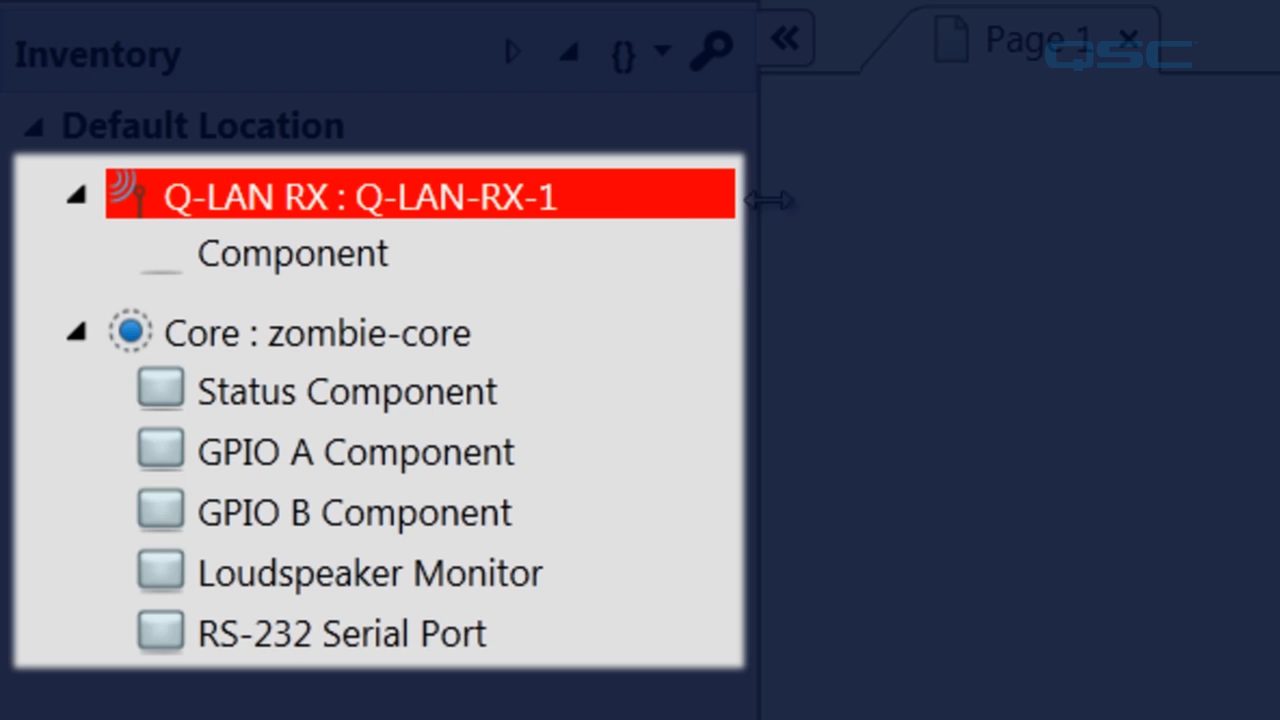 Inventory
{}
Page 1
QSC
Default Location
Q-LAN RX : Q-LAN-RX-1
Component
Core : zombie-core
Status Component
GPIO A Component
GPIO B Component
Loudspeaker Monitor
RS-232 Serial Port